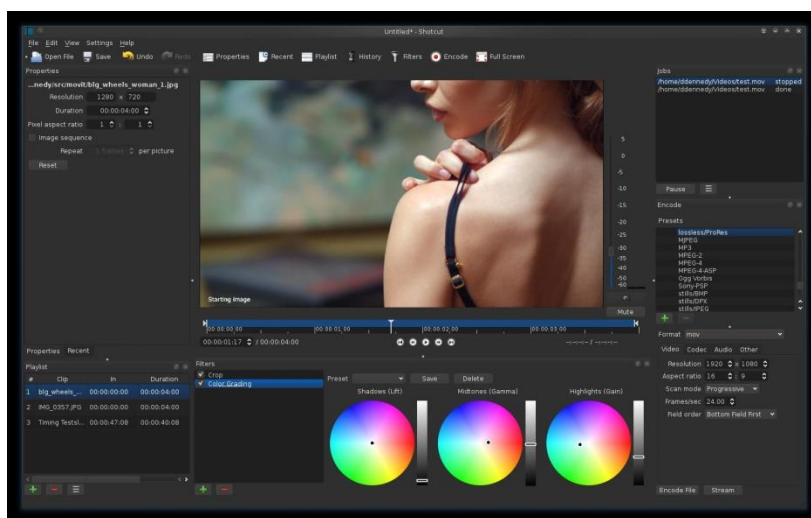 Untitled* - Shotcut
File Edit View Settings Help
Open File Save Undo Redo Properties Recent Playlist History Filters Encode Full Screen
Properties
...nedy/src/movit/blg_wheels_woman_1.jpg
Resolution 1280 x 720
Duration 00:00:04:00
Pixel aspect ratio 1 : 1
Image sequence
Repeat 1 frames per picture
Reset
Starting image
5
0
-5
-10
-15
-20
-25
-30
-35
-40
-50
-60
Mute
00:00:00:00 00:00:01:00 00:00:02:00 00:00:03:00
00:00:01:17 / 00:00:04:00 --:--:--:-- / --:--:--:--
Properties Recent
Playlist
# Clip In Duration
1 blg_wheels_... 00:00:00:00 00:00:04:00
2 IMG_0357.JPG 00:00:00:00 00:00:04:00
3 Timing Testsl... 00:00:47:08 00:00:40:08
Filters
Crop
Color Grading
Preset Save Delete
Shadows (Lift) Midtones (Gamma) Highlights (Gain)
Jobs
/home/ddennedy/Videos/test.mov stopped
/home/ddennedy/Videos/test.mov done
Pause
Encode
Presets
lossless/ProRes
MJPEG
MP3
MPEG-2
MPEG-4
MPEG-4-ASP
Ogg Vorbis
Sony-PSP
stills/BMP
stills/DPX
stills/JPEG
Format mov
Video Codec Audio Other
Resolution 1920 x 1080
Aspect ratio 16 : 9
Scan mode Progressive
Frames/sec 24.00
Field order Bottom Field First
Encode File Stream